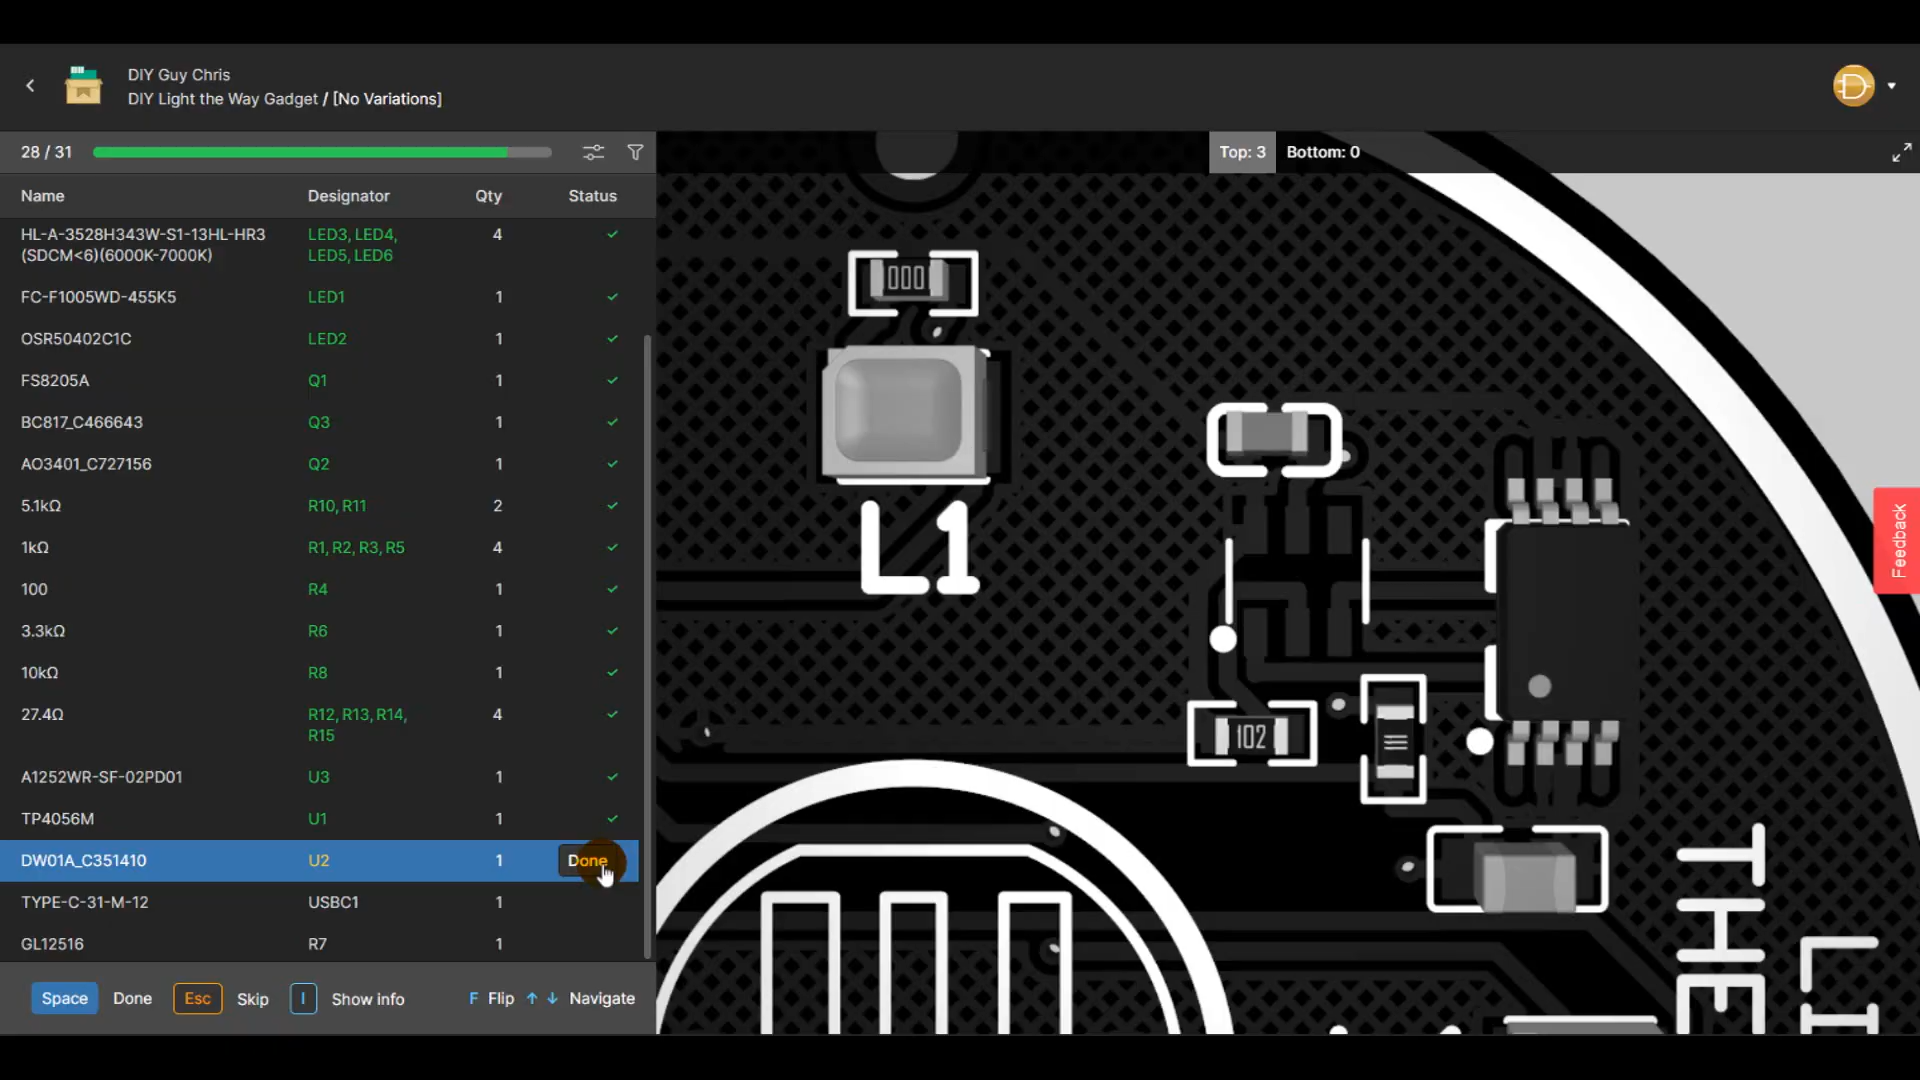 DIY Guy Chris
DIY Light the Way Gadget / [No Variations]
28 / 31
Top: 3 Bottom: 0
Name Designator Qty Status
HL-A-3528H343W-S1-13HL-HR3 LED3, LED4, 4
(SDCM<6)(6000K-7000K) LED5, LED6
FC-F1005WD-455K5 LED1 1
OSR50402C1C LED2 1
FS8205A Q1 1
BC817_C466643 Q3 1
AO3401_C727156 Q2 1
5.1kΩ R10, R11 2
1kΩ R1, R2, R3, R5 4
100 R4 1
3.3kΩ R6 1
10kΩ R8 1
27.4Ω R12, R13, R14, 4
R15
A1252WR-SF-02PD01 U3 1
TP4056M U1 1
DW01A_C351410 U2 1 Done
TYPE-C-31-M-12 USBC1 1
GL12516 R7 1
Space Done Esc Skip I Show info F Flip ↑ ↓ Navigate
000
L1
102
THE
LI
Feedback